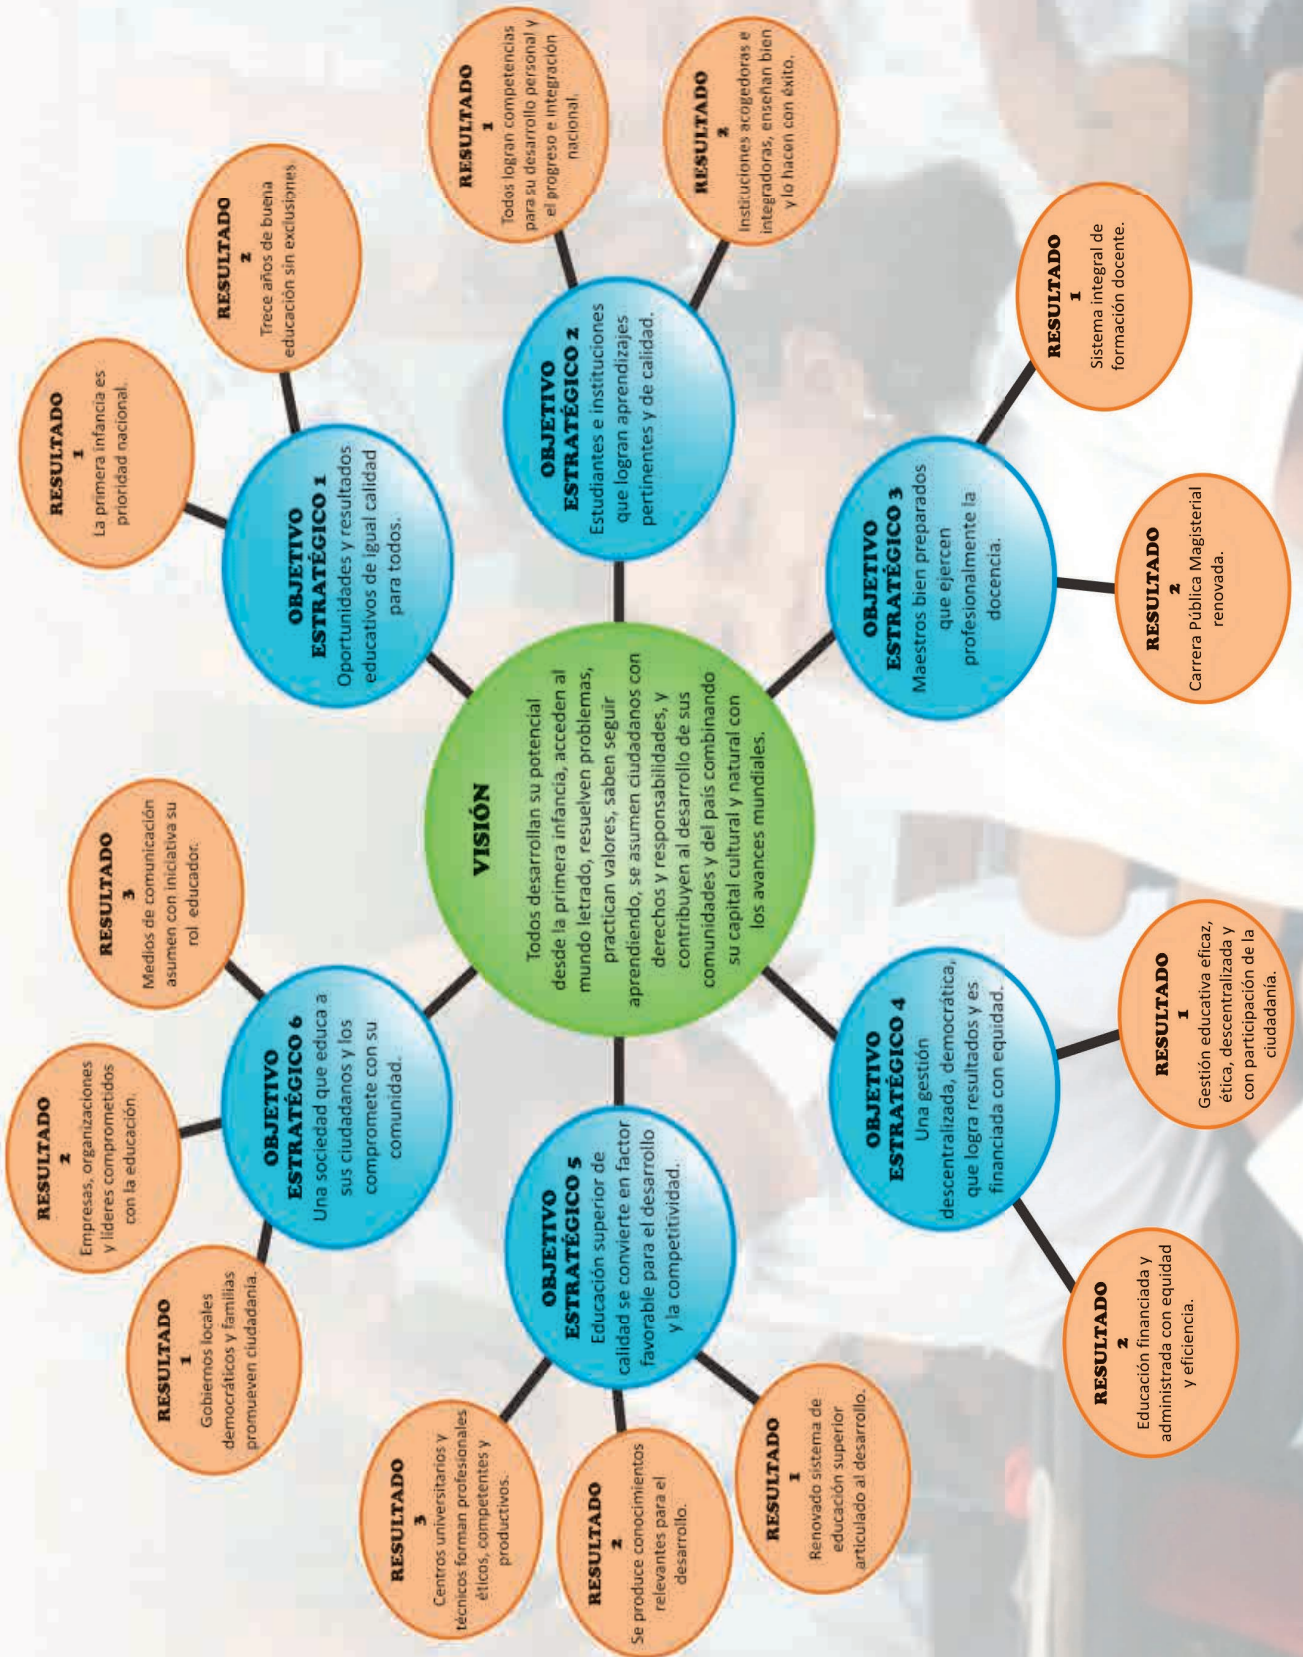 VISIÓN
Todos desarrollan su potencial
desde la primera infancia, acceden al
mundo letrado, resuelven problemas,
practican valores, saben seguir
aprendiendo, se asumen ciudadanos con
derechos y responsabilidades, y
contribuyen al desarrollo de sus
comunidades y del país combinando
su capital cultural y natural con
los avances mundiales.
OBJETIVO
ESTRATÉGICO 1
Oportunidades y resultados
educativos de igual calidad
para todos.
RESULTADO
1
La primera infancia es
prioridad nacional.
RESULTADO
2
Trece años de buena
educación sin exclusiones.
OBJETIVO
ESTRATÉGICO 2
Estudiantes e instituciones
que logran aprendizajes
pertinentes y de calidad.
RESULTADO
1
Todos logran competencias
para su desarrollo personal y
el progreso e integración
nacional.
RESULTADO
2
Instituciones acogedoras e
integradoras, enseñan bien
y lo hacen con éxito.
OBJETIVO
ESTRATÉGICO 3
Maestros bien preparados
que ejercen
profesionalmente la
docencia.
RESULTADO
1
Sistema integral de
formación docente.
RESULTADO
2
Carrera Pública Magisterial
renovada.
OBJETIVO
ESTRATÉGICO 4
Una gestión
descentralizada, democrática,
que logra resultados y es
financiada con equidad.
RESULTADO
1
Gestión educativa eficaz,
ética, descentralizada y
con participación de la
ciudadanía.
RESULTADO
2
Educación financiada y
administrada con equidad
y eficiencia.
OBJETIVO
ESTRATÉGICO 5
Educación superior de
calidad se convierte en factor
favorable para el desarrollo
y la competitividad.
RESULTADO
1
Renovado sistema de
educación superior
articulado al desarrollo.
RESULTADO
2
Se produce conocimientos
relevantes para el
desarrollo.
RESULTADO
3
Centros universitarios y
técnicos forman profesionales
éticos, competentes y
productivos.
OBJETIVO
ESTRATÉGICO 6
Una sociedad que educa a
sus ciudadanos y los
compromete con su
comunidad.
RESULTADO
1
Gobiernos locales
democráticos y familias
promueven ciudadanía.
RESULTADO
2
Empresas, organizaciones
y líderes comprometidos
con la educación.
RESULTADO
3
Medios de comunicación
asumen con iniciativa su
rol educador.